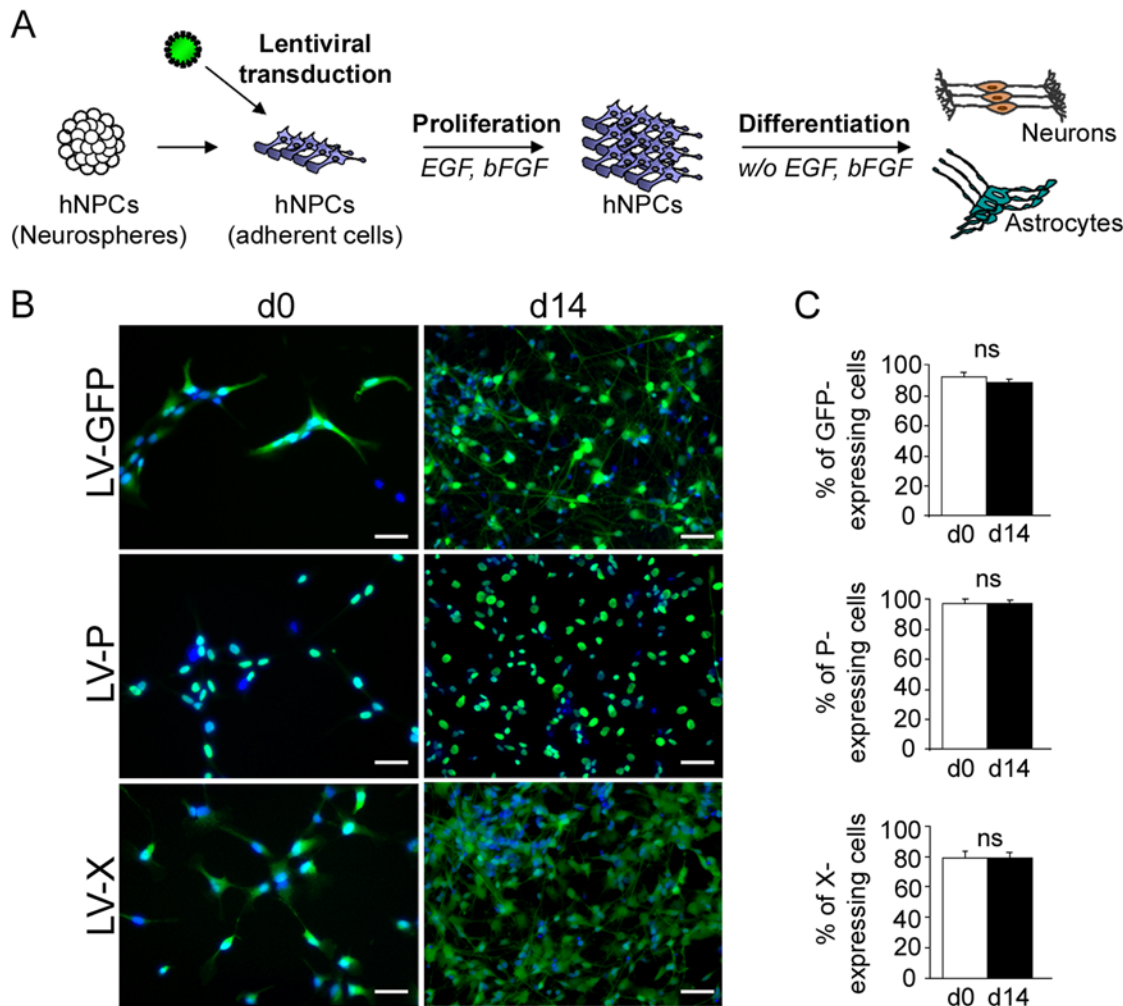 A
Lentiviral
transduction
Proliferation
EGF, bFGF
Differentiation
w/o EGF, bFGF
Neurons
Astrocytes
hNPCs
(Neurospheres)
hNPCs
(adherent cells)
hNPCs
B
d0
d14
LV-GFP
LV-P
LV-X
C
% of GFP-
expressing cells
100
80
60
40
20
0
ns
d0
d14
% of P-
expressing cells
100
80
60
40
20
0
ns
d0
d14
% of X-
expressing cells
100
80
60
40
20
0
ns
d0
d14